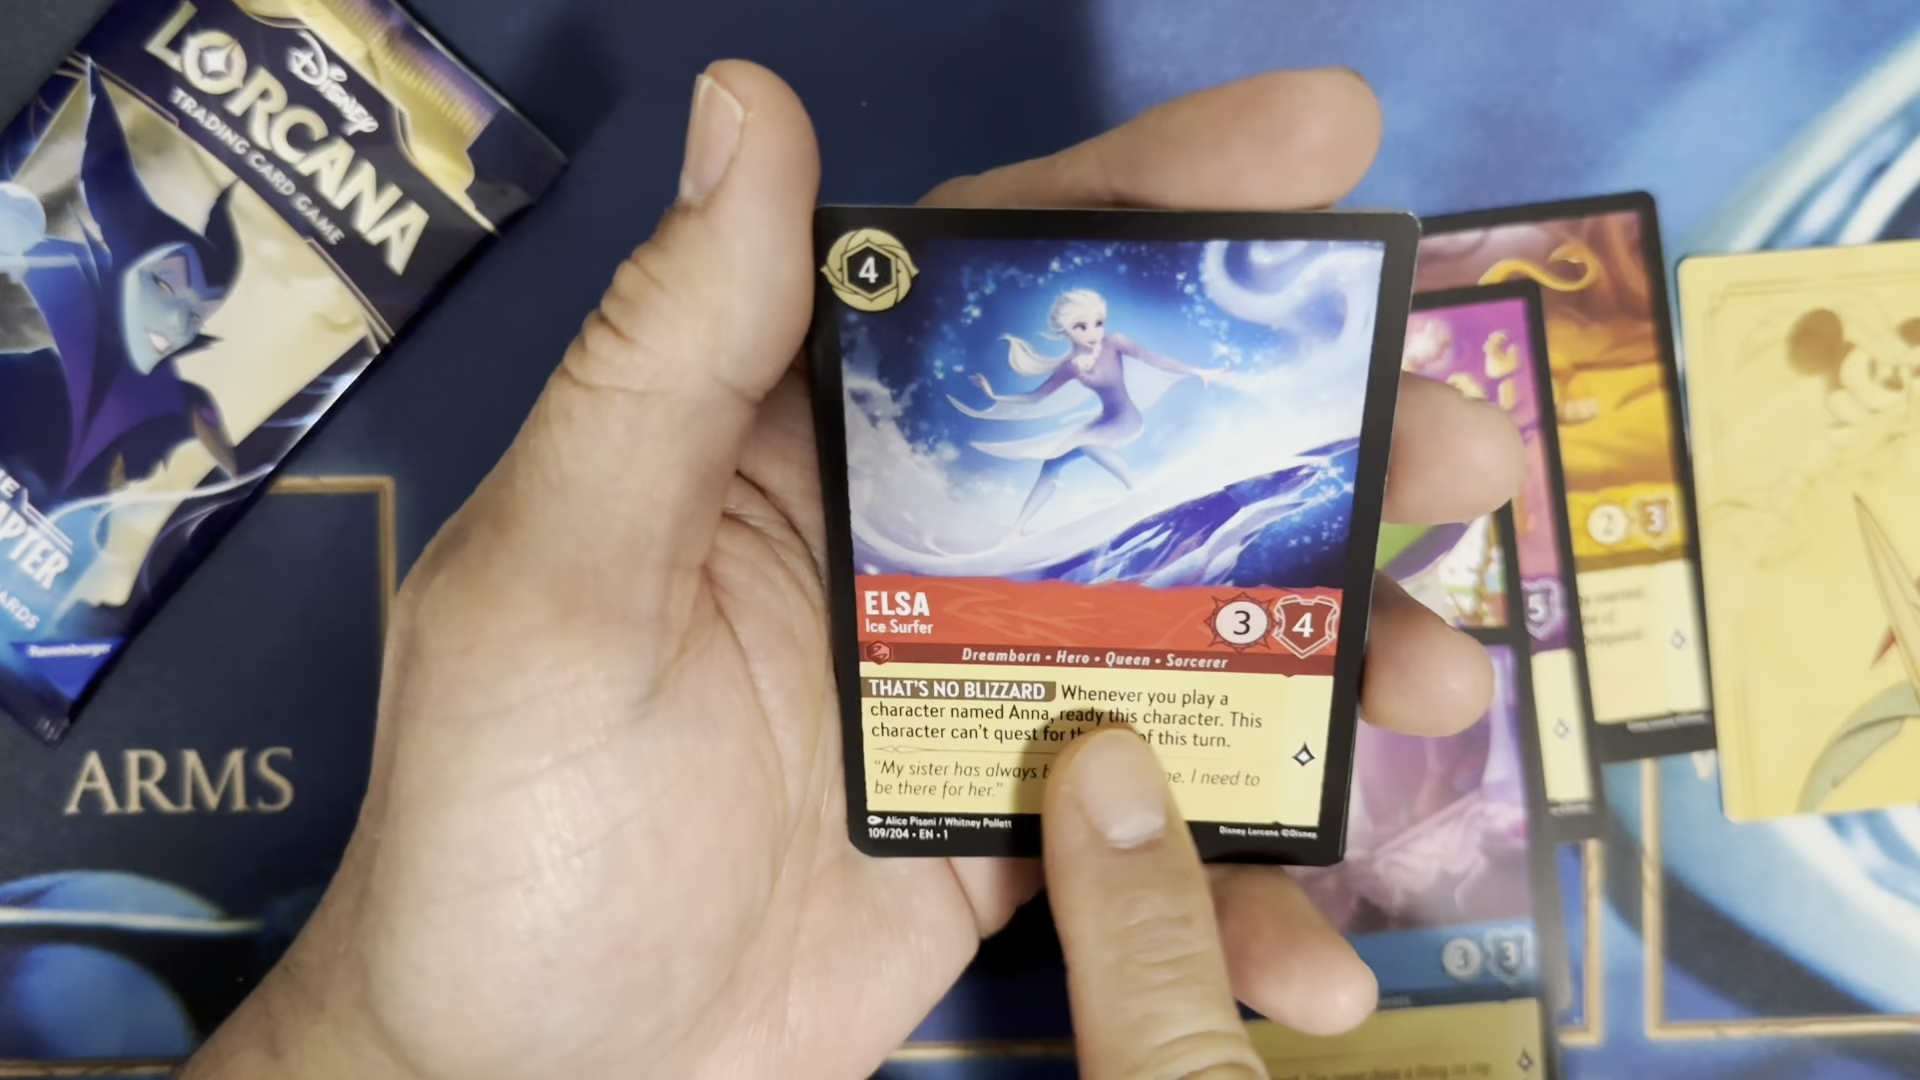 Disney
LORCANA
TRADING CARD GAME
APTER
ARDS
Ravensburger
ARMS
4
ELSA
Ice Surfer
3
4
Dreamborn • Hero • Queen • Sorcerer
THAT'S NO BLIZZARD Whenever you play a
character named Anna, ready this character. This
character can't quest for of this turn.
"My sister has always I need to
be there for her."
Alice Pisoni / Whitney Pollett
109/204 • EN • 1
Disney Lorcana ©Disney
2
3
5
3
3